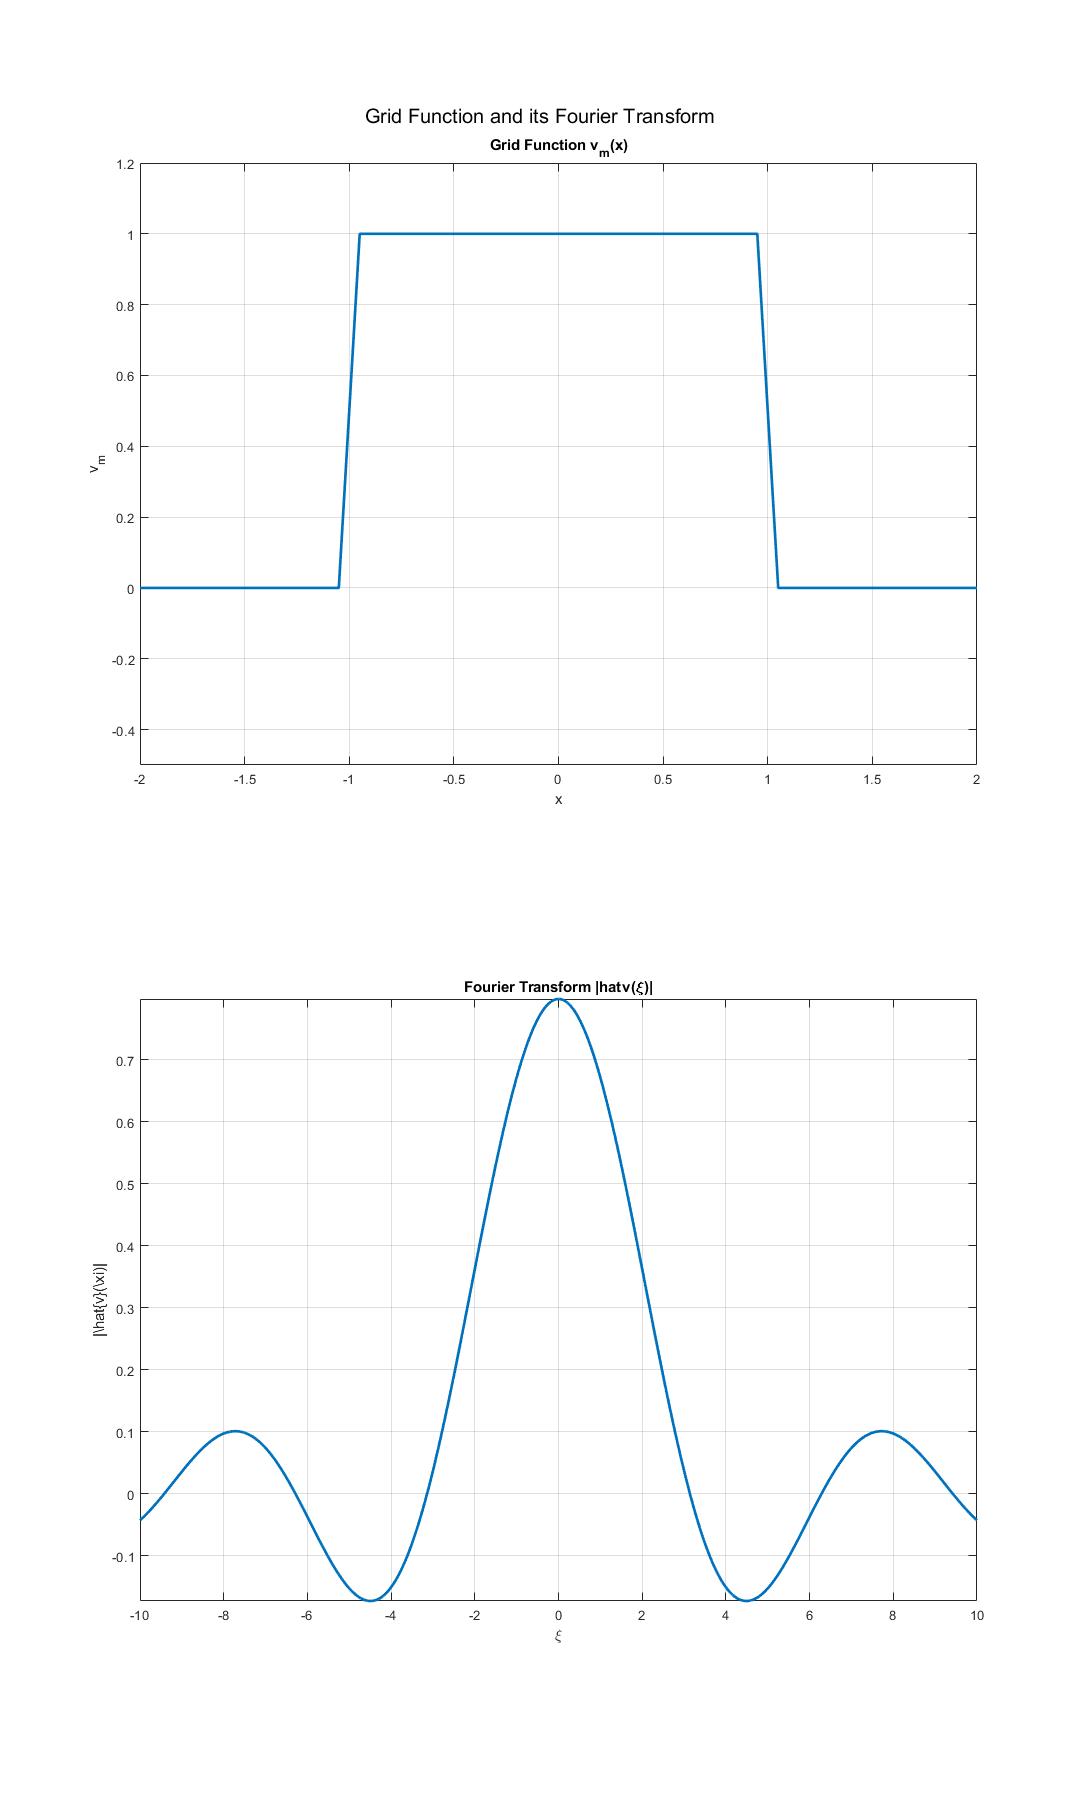 Grid Function and its Fourier Transform
Grid Function v_m(x)
1.2
1
0.8
0.6
0.4
0.2
0
-0.2
-0.4
v_m
-2 -1.5 -1 -0.5 0 0.5 1 1.5 2
x
Fourier Transform |hatv(ξ)|
0.7
0.6
0.5
0.4
0.3
0.2
0.1
0
-0.1
|\hat{v}(\xi)|
-10 -8 -6 -4 -2 0 2 4 6 8 10
ξ